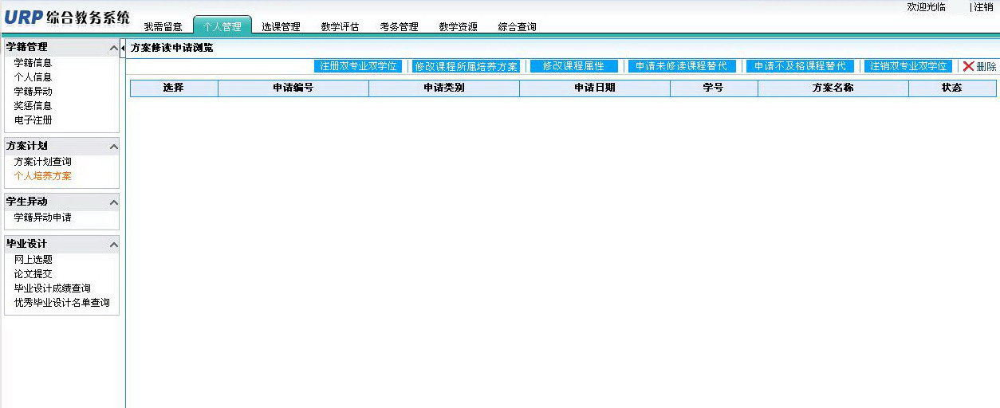 欢迎光临 |注销
URP综合教务系统
我需留意 个人管理 选课管理 教学评估 考务管理 教学资源 综合查询
学籍管理
学籍信息
个人信息
学籍异动
奖惩信息
电子注册
方案计划
方案计划查询
个人培养方案
学生异动
学籍异动申请
毕业设计
网上选题
论文提交
毕业设计成绩查询
优秀毕业设计名单查询
方案修读申请浏览
注册双专业双学位 修改课程所属培养方案 修改课程属性 申请未修读课程替代 申请不及格课程替代 注销双专业双学位 删除
选择 申请编号 申请类别 申请日期 学号 方案名称 状态